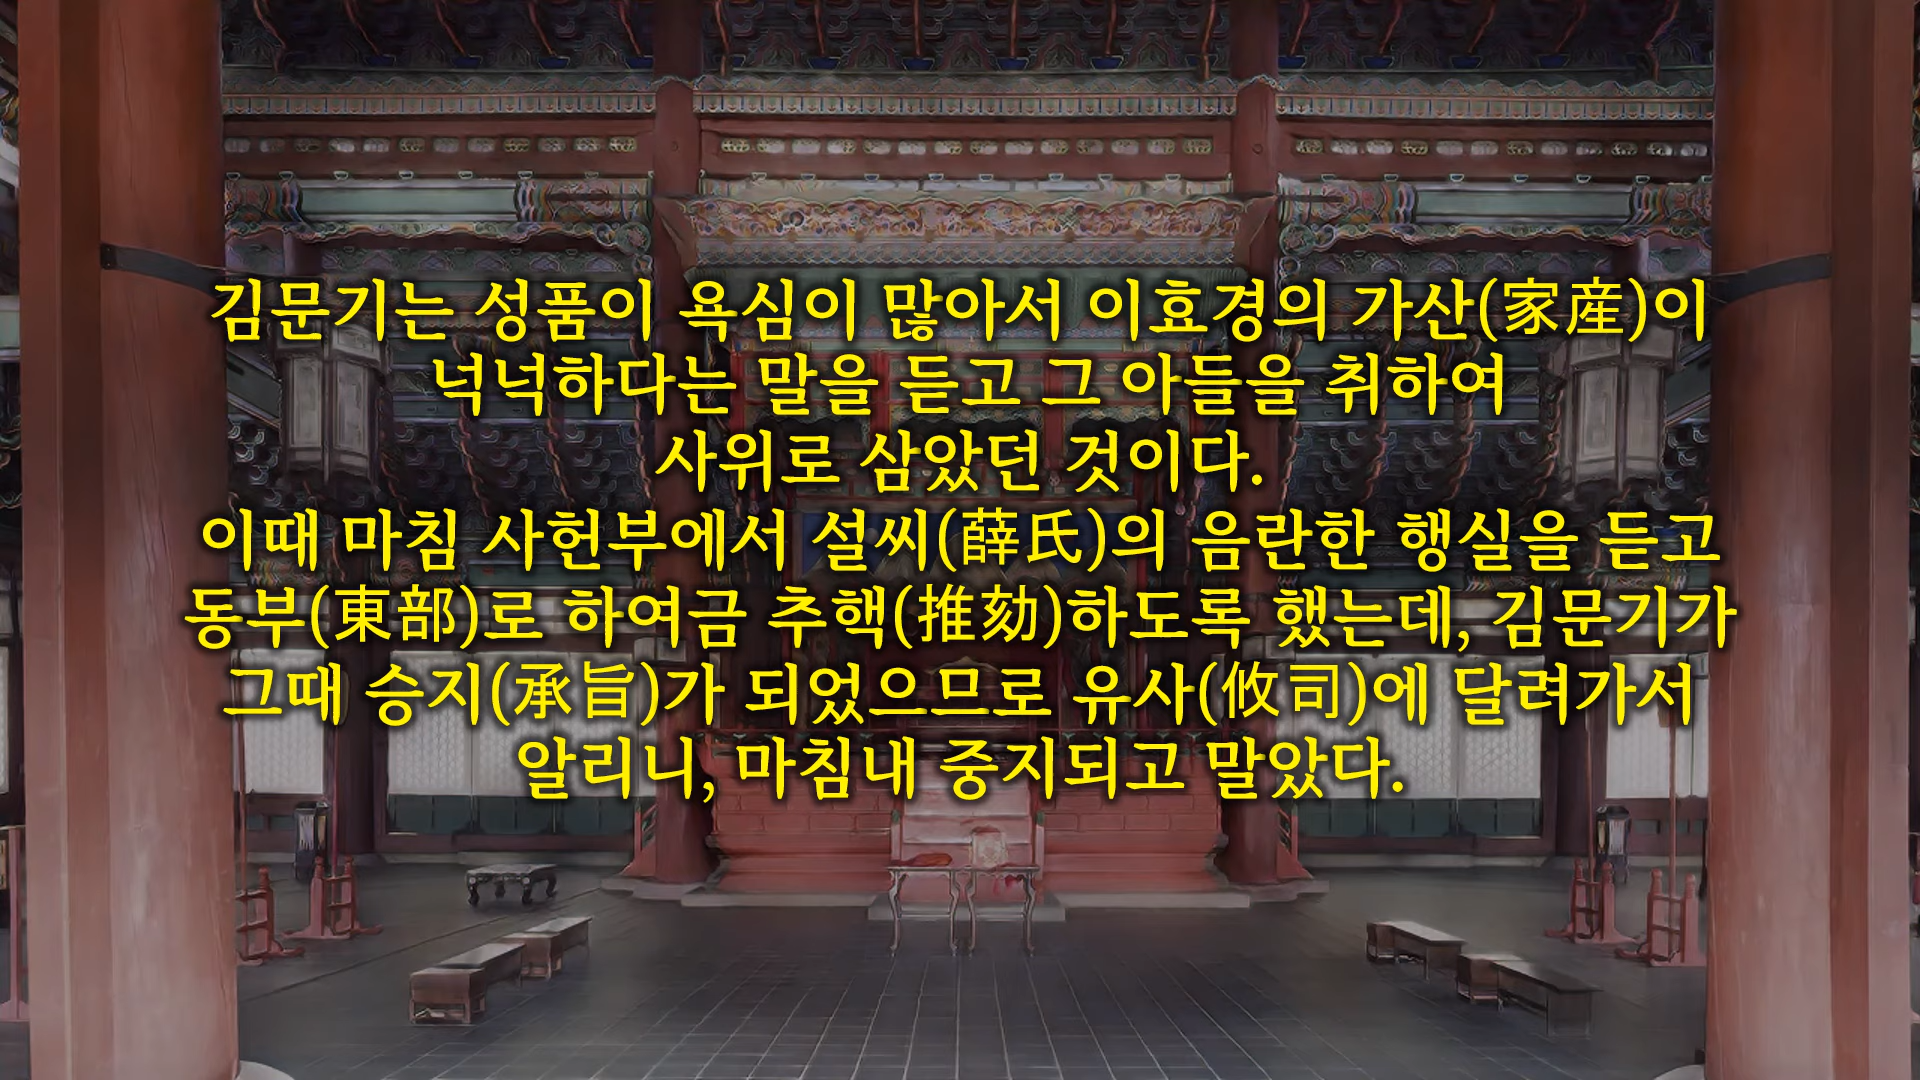 김문기는 성품이 욕심이 많아서 이효경의 가산(家産)이
넉넉하다는 말을 듣고 그 아들을 취하여
사위로 삼았던 것이다.
이때 마침 사헌부에서 설씨(薛氏)의 음란한 행실을 듣고
동부(東部)로 하여금 추핵(推劾)하도록 했는데, 김문기가
그때 승지(承旨)가 되었으므로 유사(攸司)에 달려가서
알리니, 마침내 중지되고 말았다.